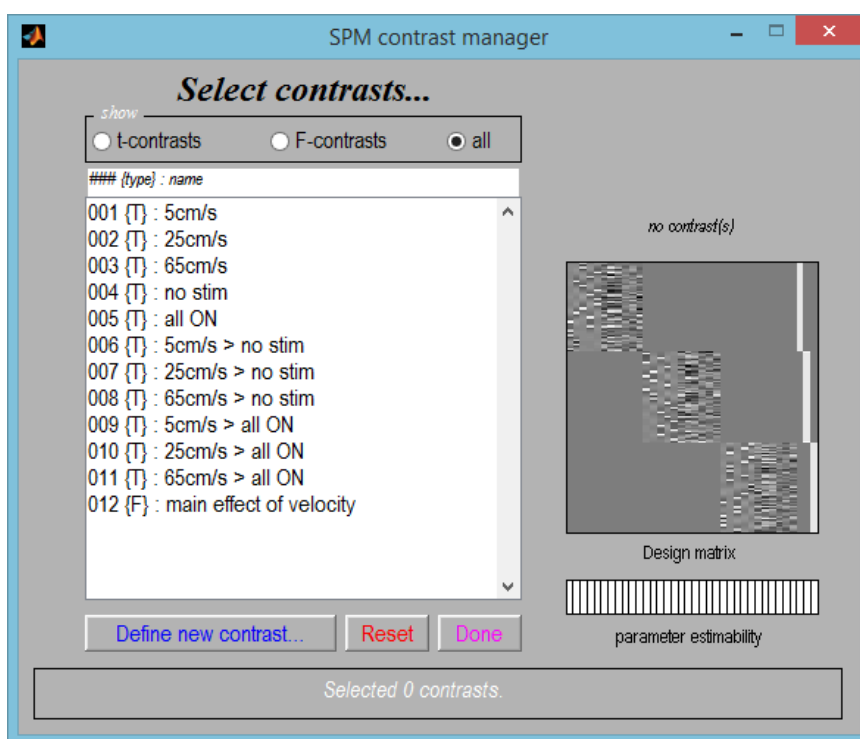 SPM contrast manager
Select contrasts...
show
t-contrasts F-contrasts all
### {type} : name
001 {T} : 5cm/s
002 {T} : 25cm/s
003 {T} : 65cm/s
004 {T} : no stim
005 {T} : all ON
006 {T} : 5cm/s > no stim
007 {T} : 25cm/s > no stim
008 {T} : 65cm/s > no stim
009 {T} : 5cm/s > all ON
010 {T} : 25cm/s > all ON
011 {T} : 65cm/s > all ON
012 {F} : main effect of velocity
no contrast(s)
Design matrix
parameter estimability
Define new contrast... Reset Done
Selected 0 contrasts.